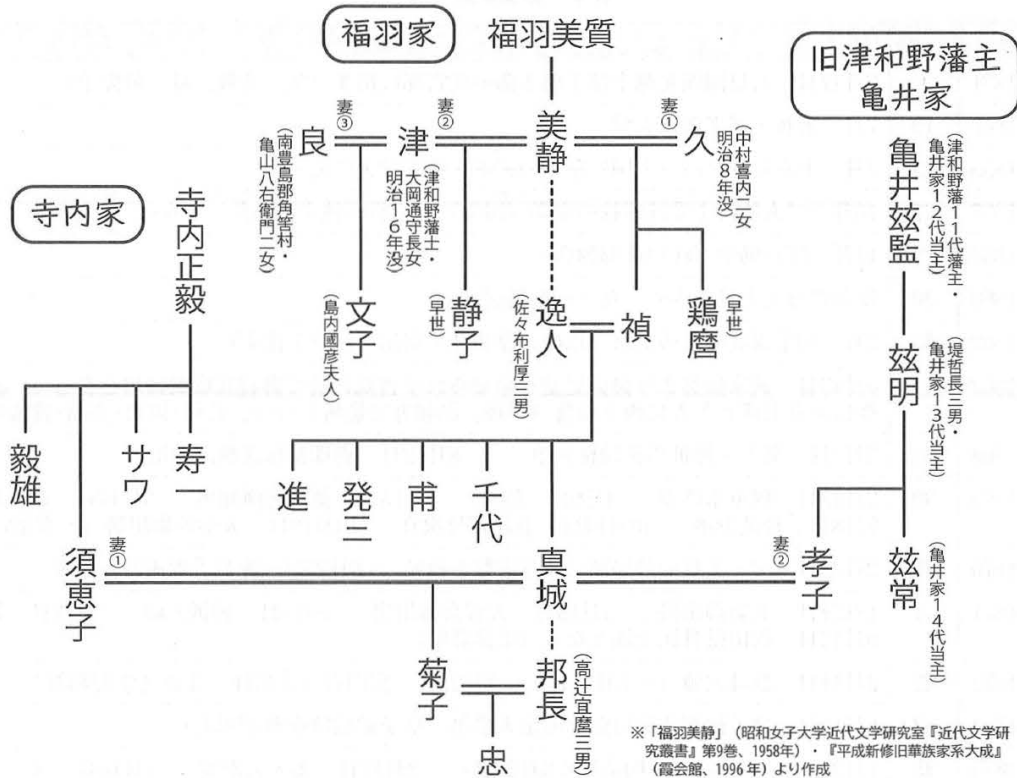 福羽家
福羽美質
旧津和野藩主
亀井家
妻③
良
(南豊島郡角筈村・
亀山八右衛門二女)
妻②
津
(津和野藩士・
大岡通守長女
明治16年没)
美静
妻①
久
(中村喜内二女
明治8年没)
亀井玆監
(津和野藩11代藩主・
亀井家12代当主)
寺内家
寺内正毅
文子
(島内國彦夫人)
静子
(早世)
逸人
(佐々布利厚三男)
禎
鶏麿
(早世)
玆明
(堤哲長三男・
亀井家13代当主)
毅雄
サワ
寿一
進
発三
甫
千代
妻①
須恵子
真城
妻②
孝子
玆常
(亀井家14代当主)
菊子
邦長
(高辻宜麿三男)
忠
※「福羽美静」(昭和女子大学近代文学研究室『近代文学研
究叢書』第9巻、1958年)・『平成新修旧華族家系大成』
(霞会館、1996年)より作成